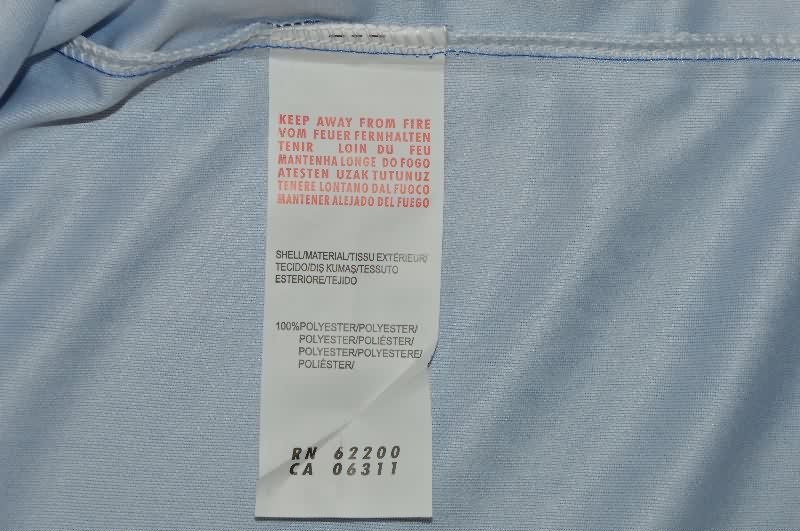 KEEP AWAY FROM FIRE
VOM FEUER FERNHALTEN
TENIR LOIN DU FEU
MANTENHA LONGE DO FOGO
ATESTEN UZAK TUTUNUZ
TENERE LONTANO DAL FUOCO
MANTENER ALEJADO DEL FUEGO
SHELL/MATERIAL/TISSU EXTÉRIEUR/
TECIDO/DIŞ KUMAŞ/TESSUTO
ESTERIORE/TEJIDO
100%POLYESTER/POLYESTER/
POLYESTER/POLIÉSTER/
POLYESTER/POLYESTERE/
POLIÉSTER/
RN 62200
CA 06311